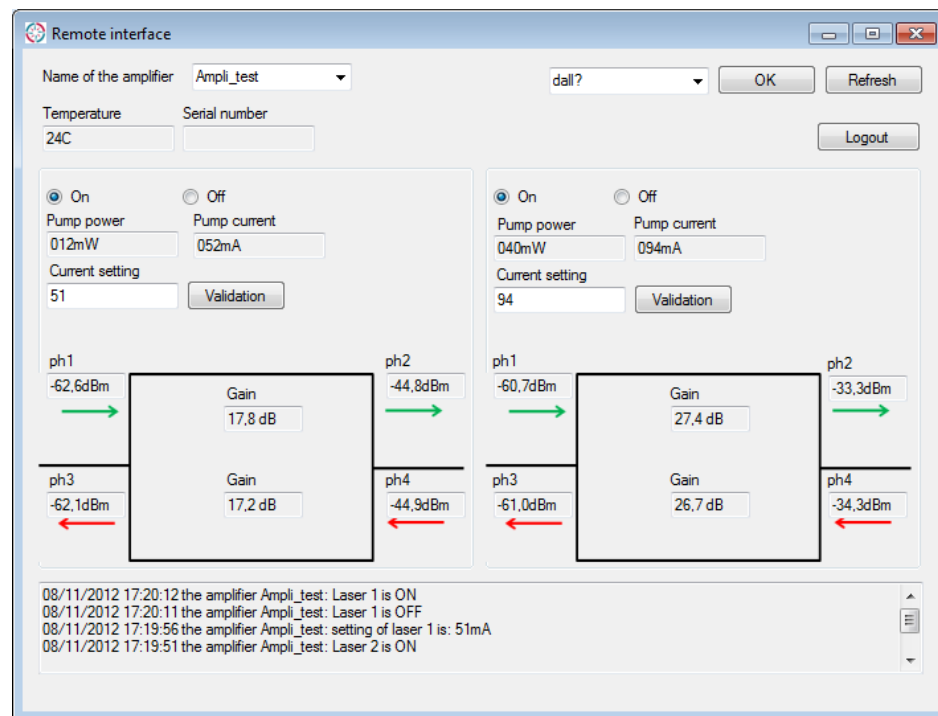 Remote interface
Name of the amplifier Ampli_test dall? OK Refresh
Temperature Serial number
24C Logout
On Off On Off
Pump power Pump current Pump power Pump current
012mW 052mA 040mW 094mA
Current setting Current setting
51 Validation 94 Validation
ph1 ph2 ph1 ph2
-62,6dBm Gain -44,8dBm -60,7dBm Gain -33,3dBm
17,8 dB 27,4 dB
ph3 Gain ph4 ph3 Gain ph4
-62,1dBm 17,2 dB -44,9dBm -61,0dBm 26,7 dB -34,3dBm
08/11/2012 17:20:12 the amplifier Ampli_test: Laser 1 is ON
08/11/2012 17:20:11 the amplifier Ampli_test: Laser 1 is OFF
08/11/2012 17:19:56 the amplifier Ampli_test: setting of laser 1 is: 51mA
08/11/2012 17:19:51 the amplifier Ampli_test: Laser 2 is ON